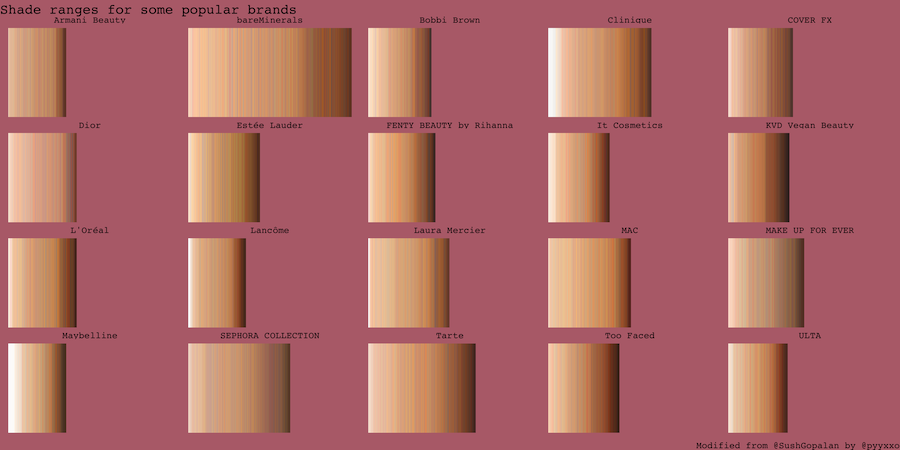 Shade ranges for some popular brands
Armani Beauty bareMinerals Bobbi Brown Clinique COVER FX
Dior Estée Lauder FENTY BEAUTY by Rihanna It Cosmetics KVD Vegan Beauty
L'Oréal Lancôme Laura Mercier MAC MAKE UP FOR EVER
Maybelline SEPHORA COLLECTION Tarte Too Faced ULTA
Modified from @SushGopalan by @pyyxxo